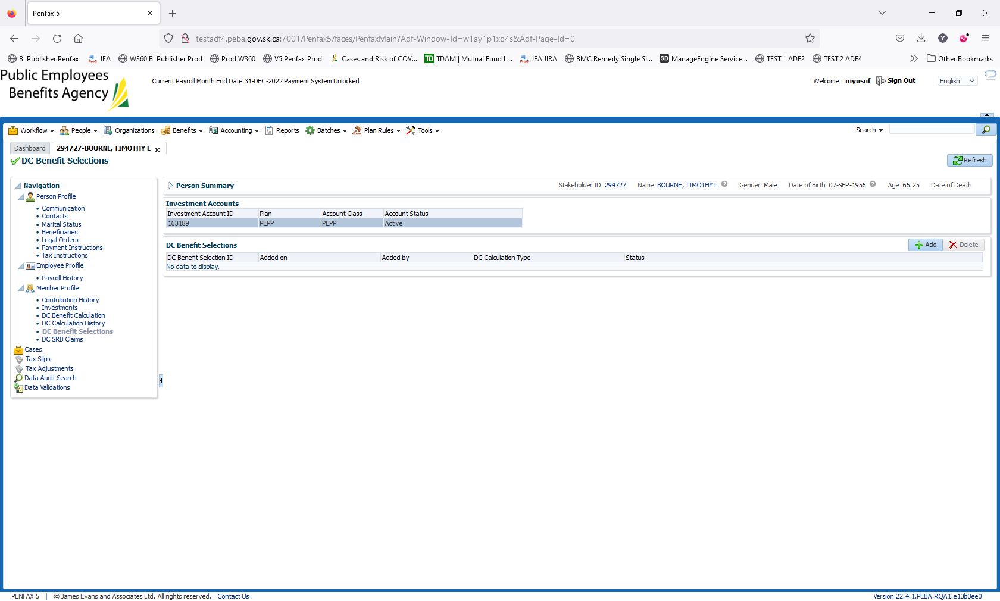 Penfax 5
testadf4.peba.gov.sk.ca:7001/Penfax5/faces/PenfaxMain?Adf-Window-Id=w1ay1p1xo4s&Adf-Page-Id=0
BI Publisher Penfax JEA W360 BI Publisher Prod Prod W360 V5 Penfax Prod Cases and Risk of COV... TDAM | Mutual Fund L... JEA JIRA BMC Remedy Single Si... ManageEngine Service... TEST 1 ADF2 TEST 2 ADF4 Other Bookmarks
Public Employees
Benefits Agency
Current Payroll Month End Date 31-DEC-2022 Payment System Unlocked
Welcome myusuf Sign Out English
Workflow People Organizations Benefits Accounting Reports Batches Plan Rules Tools Search
Dashboard 294727-BOURNE, TIMOTHY L
DC Benefit Selections Refresh
Navigation
Person Profile
Communication
Contacts
Marital Status
Beneficiaries
Legal Orders
Payment Instructions
Tax Instructions
Employee Profile
Payroll History
Member Profile
Contribution History
Investments
DC Benefit Calculation
DC Calculation History
DC Benefit Selections
DC SRB Claims
Cases
Tax Slips
Tax Adjustments
Data Audit Search
Data Validations
Person Summary Stakeholder ID 294727 Name BOURNE, TIMOTHY L Gender Male Date of Birth 07-SEP-1956 Age 66.25 Date of Death
Investment Accounts
Investment Account ID Plan Account Class Account Status
163189 PEPP PEPP Active
DC Benefit Selections Add Delete
DC Benefit Selection ID Added on Added by DC Calculation Type Status
No data to display.
PENFAX 5 | © James Evans and Associates Ltd. All rights reserved. Contact Us Version 22.4.1.PEBA.RQA1.e13b0ee0